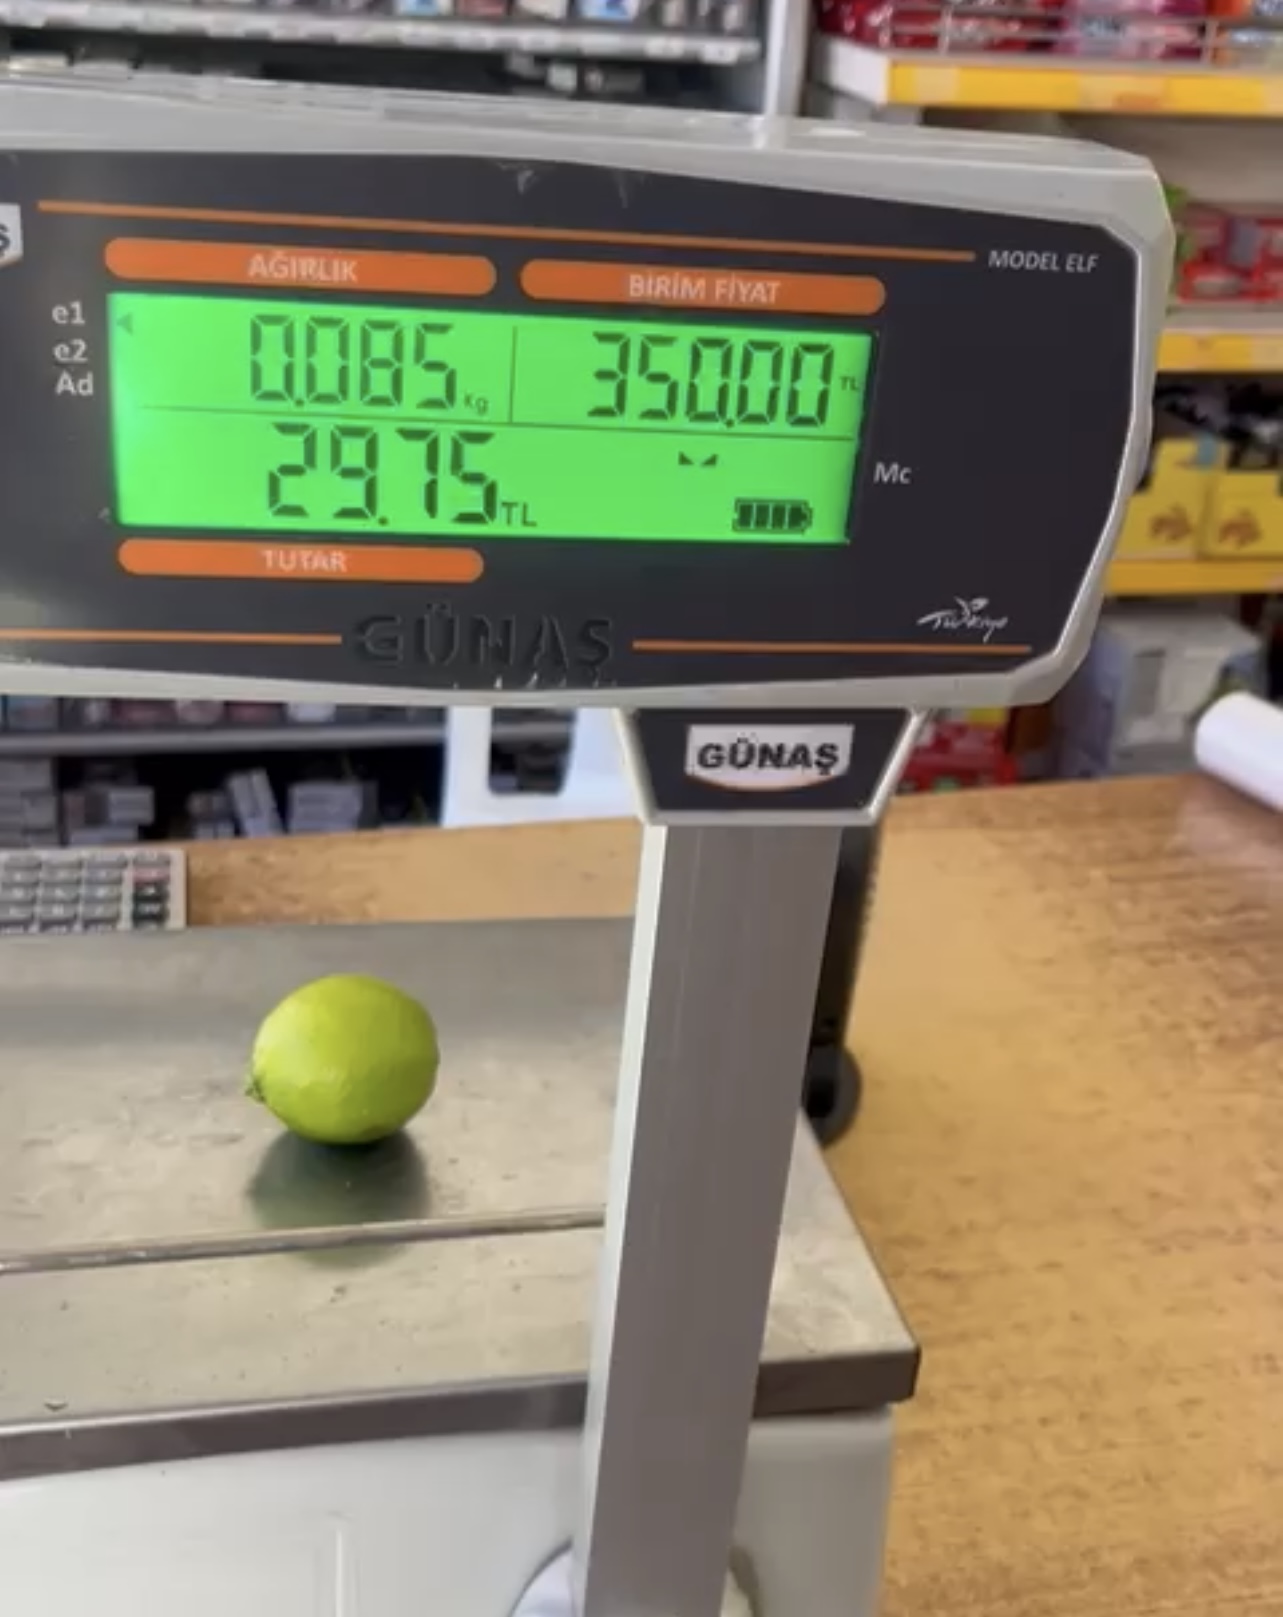 Ş
MODEL ELF
AĞIRLIK
BİRİM FİYAT
e1
e2
Ad
0.085 kg
350.00 TL
29.75 TL
Mc
TUTAR
GÜNAŞ
Türkiye
GÜNAŞ